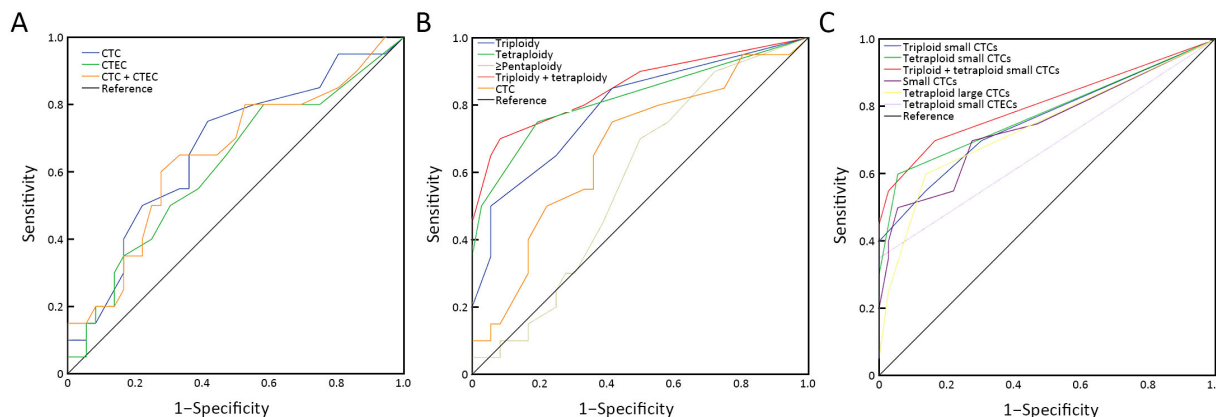 A
CTC
CTEC
CTC + CTEC
Reference
Sensitivity
1.0
0.8
0.6
0.4
0.2
0
0
0.2
0.4
0.6
0.8
1.0
1−Specificity
B
Triploidy
Tetraploidy
≥Pentaploidy
Triploidy + tetraploidy
CTC
Reference
Sensitivity
1.0
0.8
0.6
0.4
0.2
0
0
0.2
0.4
0.6
0.8
1.0
1−Specificity
C
Triploid small CTCs
Tetraploid small CTCs
Triploid + tetraploid small CTCs
Small CTCs
Tetraploid large CTCs
Tetraploid small CTECs
Reference
Sensitivity
1.0
0.8
0.6
0.4
0.2
0
0
0.2
0.4
0.6
0.8
1.0
1−Specificity